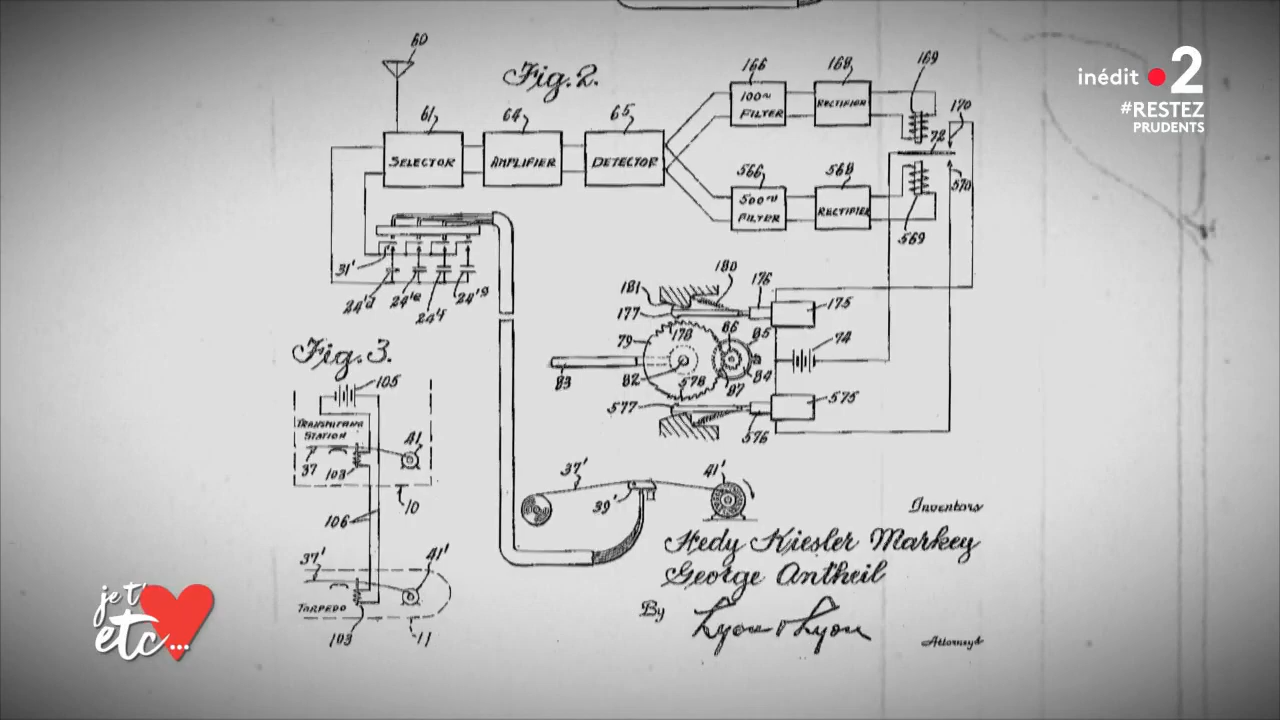 60
Fig. 2.
inédit 2
#RESTEZ
PRUDENTS
61
64
65
166
168
169
170
SELECTOR
AMPLIFIER
DETECTOR
100~
FILTER
RECTIFIER
72
566
568
570
500~
FILTER
RECTIFIER
569
31'
24'd
24'e
24'f
24'g
181
180
176
175
177
79
178
86
85
74
83
82
578
87
84
577
576
575
Fig. 3.
105
TRANSMITTING
STATION
41
37
103
10
106
37'
41'
TORPEDO
103
11
37'
39'
41'
Inventors
Hedy Kiesler Markey
George Antheil
By
Lyon & Lyon
Attorneys
je t'
etc...